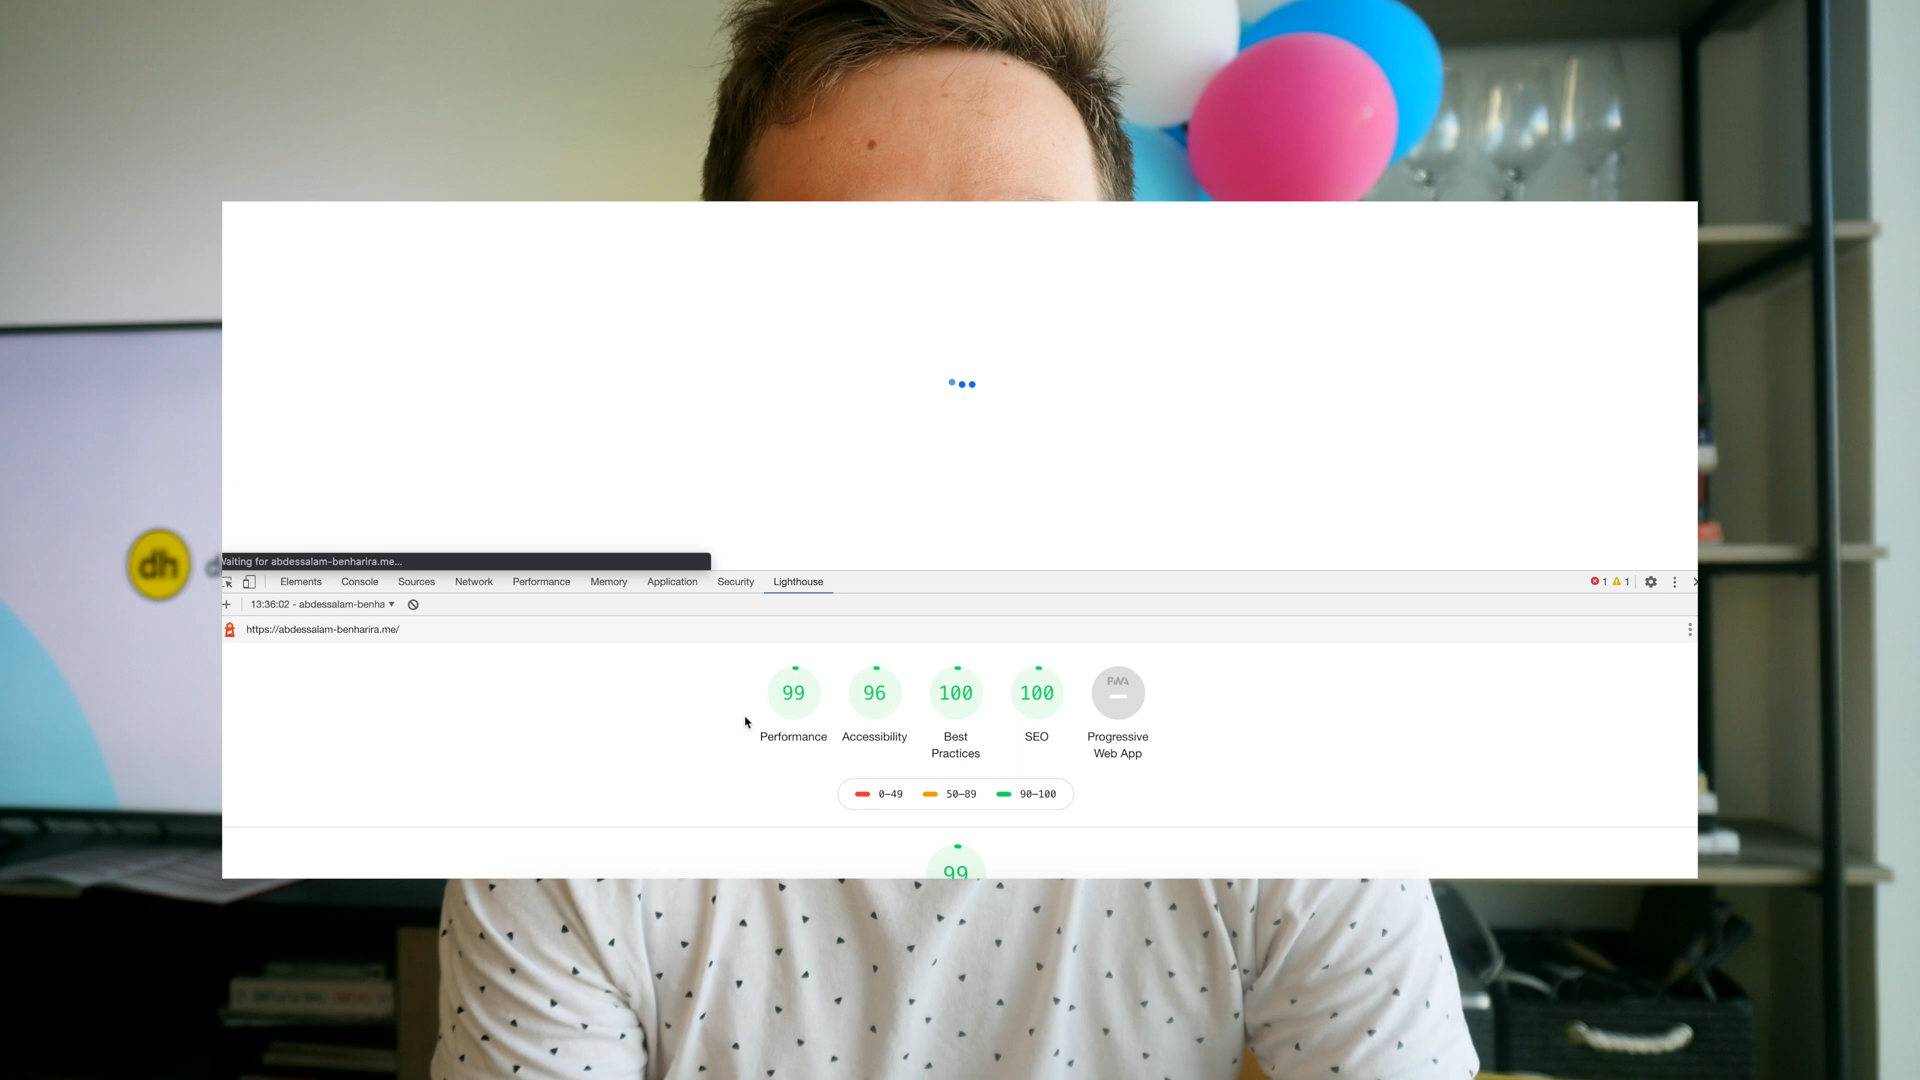 dh
Waiting for abdessalam-benharira.me...
Elements Console Sources Network Performance Memory Application Security Lighthouse 1 1
13:36:02 - abdessalam-benha
https://abdessalam-benharira.me/
99 96 100 100 PWA
Performance Accessibility Best Practices SEO Progressive Web App
0–49 50–89 90–100
99